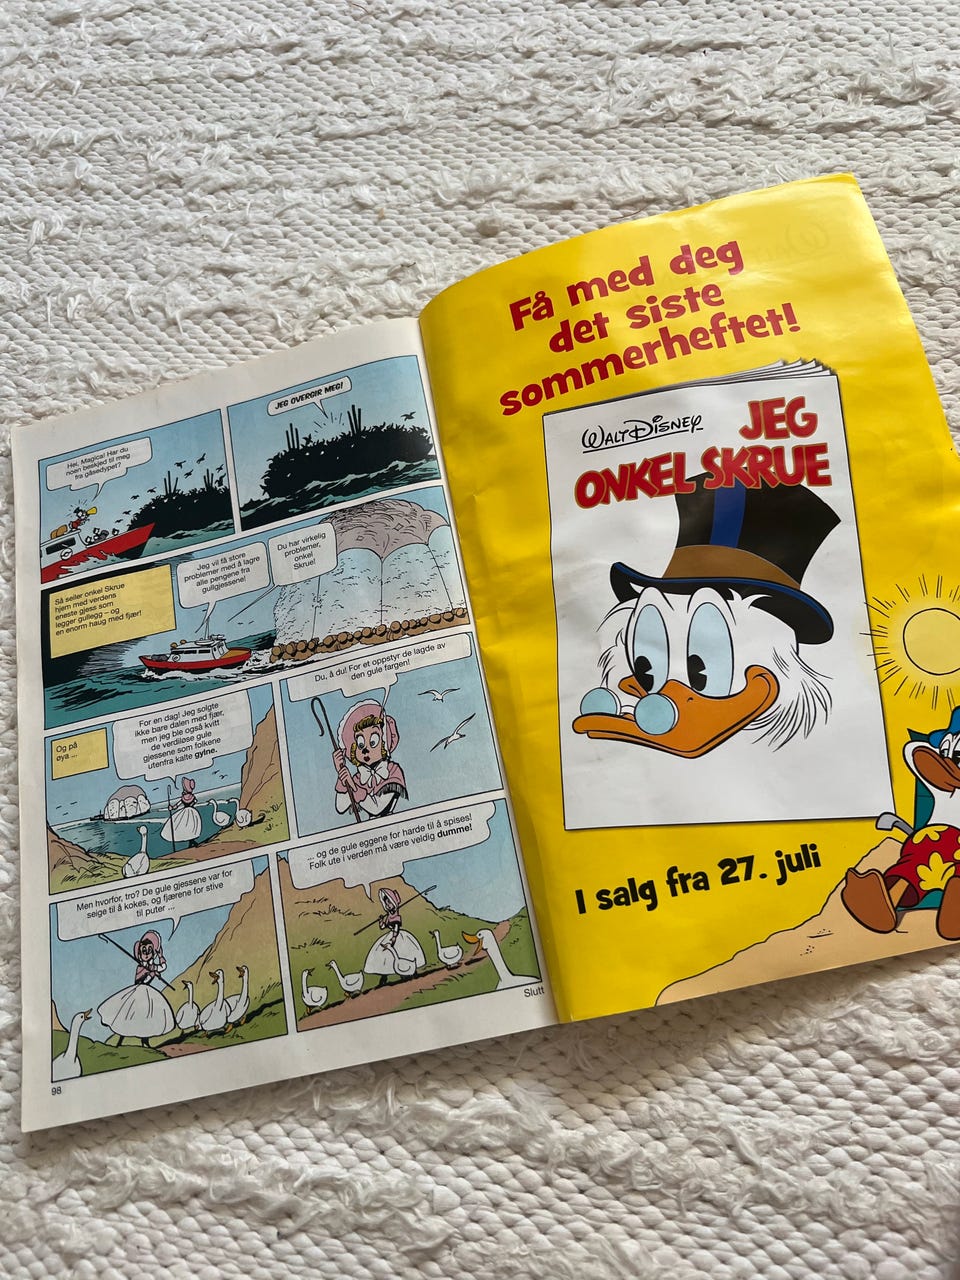 Hei, Magica! Har du
noen beskjed til meg
fra gåsedypet?
JEG OVERGIR MEG!
Så seiler onkel Skrue
hjem med verdens
eneste gjess som
legger gullegg – og
en enorm haug med fjær!
Jeg vil få store
problemer med å lagre
alle pengene fra
gullgjessene!
Du har virkelig
problemer,
onkel
Skrue!
Og på
øya ...
For en dag! Jeg solgte
ikke bare dalen med fjær,
men jeg ble også kvitt
de verdiløse gule
gjessene som folkene
utenfra kalte gylne.
Du, å du! For et oppstyr de lagde av
den gule fargen!
Men hvorfor, tro? De gule gjessene var for
seige til å kokes, og fjærene for stive
til puter ...
... og de gule eggene for harde til å spises!
Folk ute i verden må være veldig dumme!
Slutt
98
Få med deg
det siste
sommerheftet!
WALT DISNEY
JEG
ONKEL SKRUE
I salg fra 27. juli